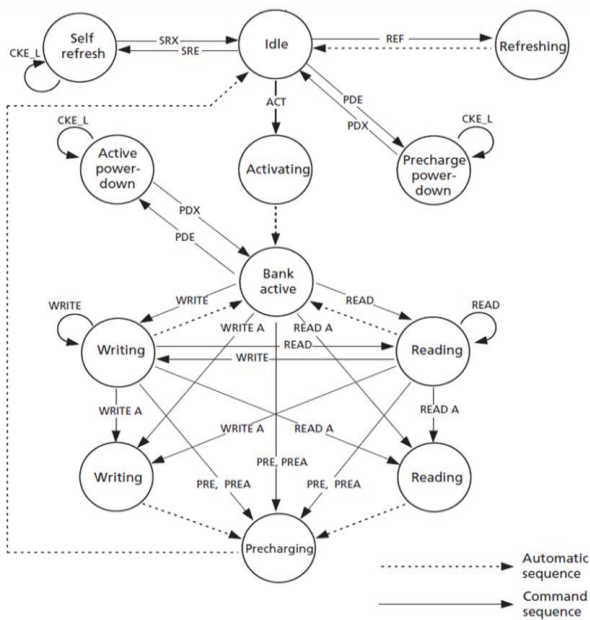 Self
refresh
CKE_L
SRX
SRE
Idle
REF
Refreshing
ACT
PDE
PDX
CKE_L
Active
power-
down
Activating
CKE_L
Precharge
power-
down
PDX
PDE
Bank
active
WRITE
READ
WRITE
WRITE A
READ A
READ
Writing
READ
WRITE
Reading
WRITE A
READ A
WRITE A
READ A
PRE, PREA
Writing
PRE, PREA
PRE, PREA
Reading
Precharging
Automatic
sequence
Command
sequence